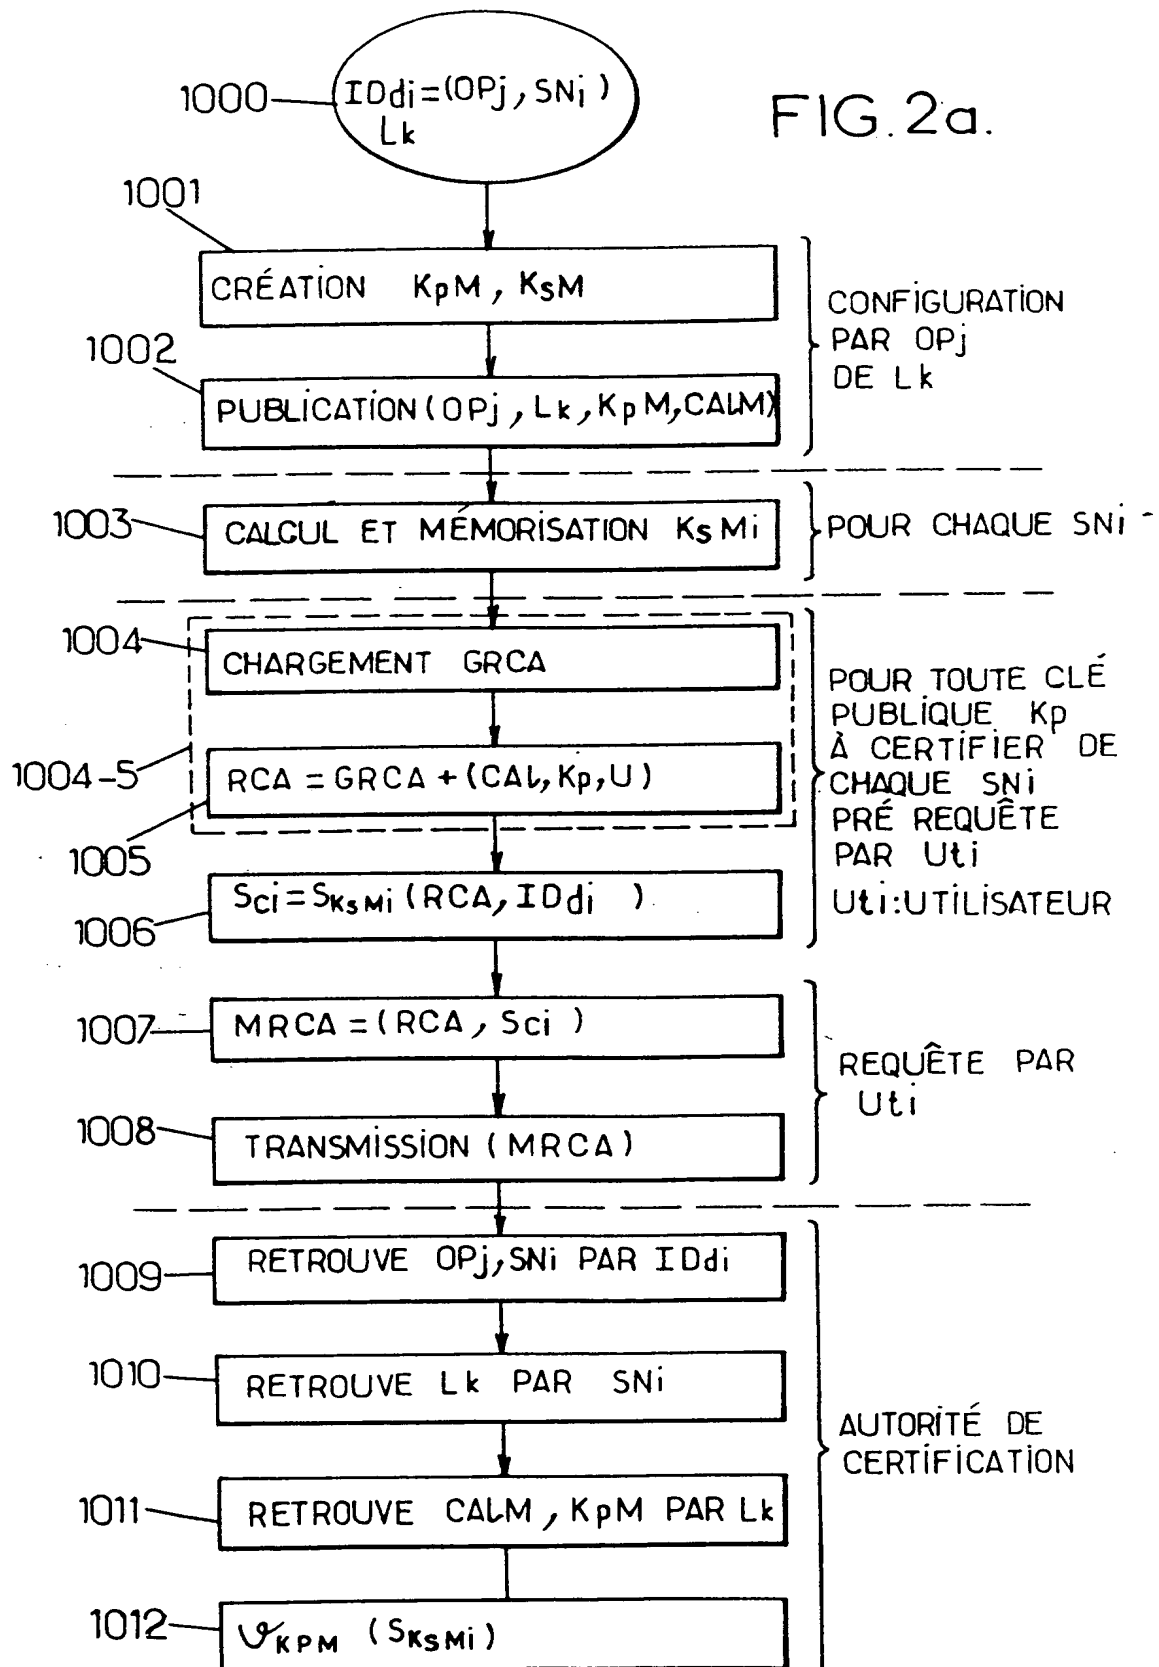 FIG.2a.
1000
IDdi=(OPj, SNi)
Lk
1001
CRÉATION KpM, KsM
1002
PUBLICATION(OPj, Lk, KpM, CALM)
CONFIGURATION
PAR OPj
DE Lk
1003
CALCUL ET MÉMORISATION KsMi
POUR CHAQUE SNi
1004
CHARGEMENT GRCA
1004-5
RCA = GRCA + (CAL, Kp, U)
1005
Sci=SKsMi (RCA, IDdi )
1006
POUR TOUTE CLÉ
PUBLIQUE Kp
À CERTIFIER DE
CHAQUE SNi
PRÉ REQUÊTE
PAR Uti
Uti:UTILISATEUR
1007
MRCA = (RCA, Sci )
1008
TRANSMISSION (MRCA)
REQUÊTE PAR
Uti
1009
RETROUVE OPj,SNi PAR IDdi
1010
RETROUVE Lk PAR SNi
1011
RETROUVE CALM, KpM PAR Lk
1012
𝒱KPM (SKsMi)
AUTORITÉ DE
CERTIFICATION